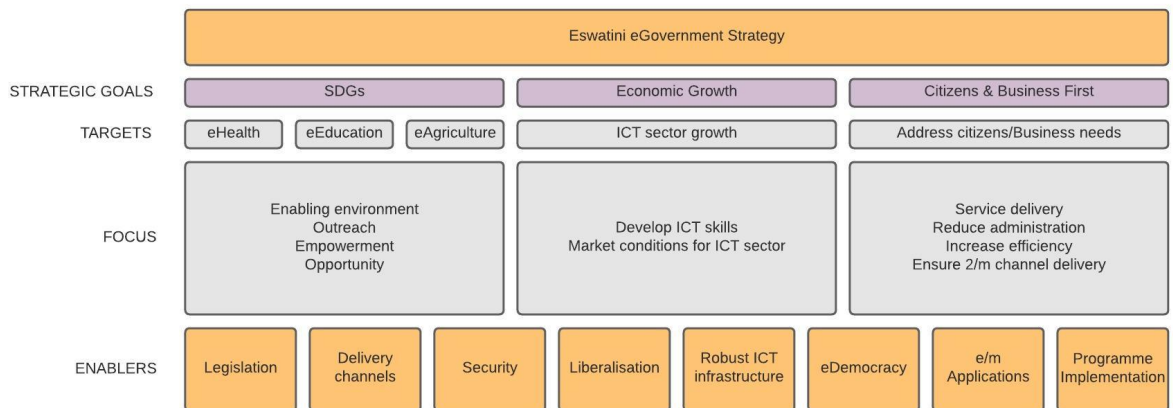 Eswatini eGovernment Strategy
STRATEGIC GOALS
SDGs
Economic Growth
Citizens & Business First
TARGETS
eHealth
eEducation
eAgriculture
ICT sector growth
Address citizens/Business needs
FOCUS
Enabling environment
Outreach
Empowerment
Opportunity
Develop ICT skills
Market conditions for ICT sector
Service delivery
Reduce administration
Increase efficiency
Ensure 2/m channel delivery
ENABLERS
Legislation
Delivery
channels
Security
Liberalisation
Robust ICT
infrastructure
eDemocracy
e/m
Applications
Programme
Implementation